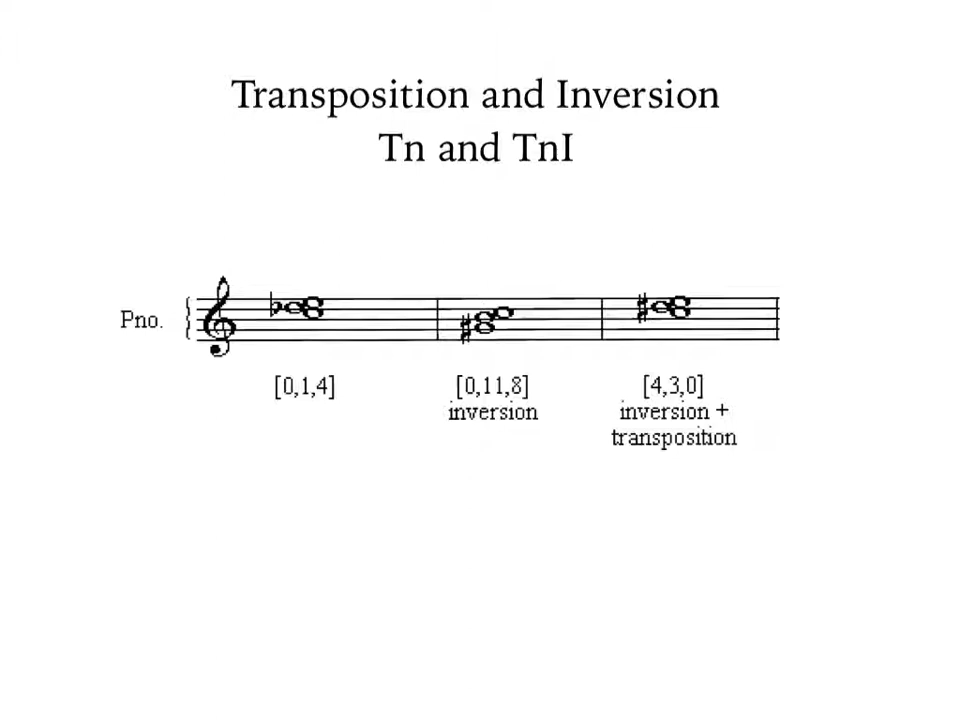 Transposition and Inversion
Tn and TnI
Pno.
[0,1,4]
[0,11,8]
inversion
[4,3,0]
inversion +
transposition